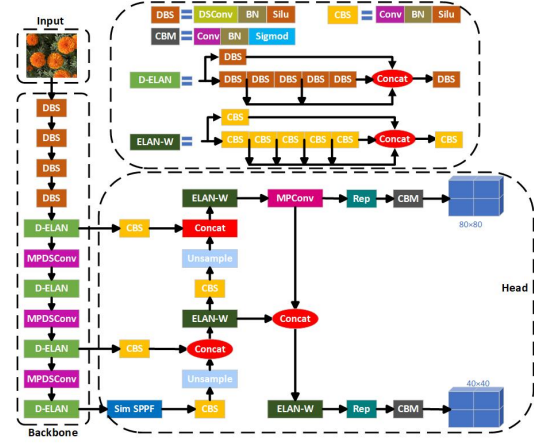 Input
DBS = DSConv BN Silu
CBS = Conv BN Silu
CBM = Conv BN Sigmod
DBS
D-ELAN = DBS DBS DBS DBS DBS Concat DBS
CBS
ELAN-W = CBS CBS CBS CBS CBS Concat CBS
DBS
DBS
DBS
DBS
D-ELAN
MPDSConv
D-ELAN
MPDSConv
D-ELAN
MPDSConv
D-ELAN
Backbone
ELAN-W MPConv Rep CBM
80×80
CBS Concat
Unsample
CBS
ELAN-W Concat
CBS Concat
Unsample
Sim SPPF CBS
ELAN-W Rep CBM
40×40
Head